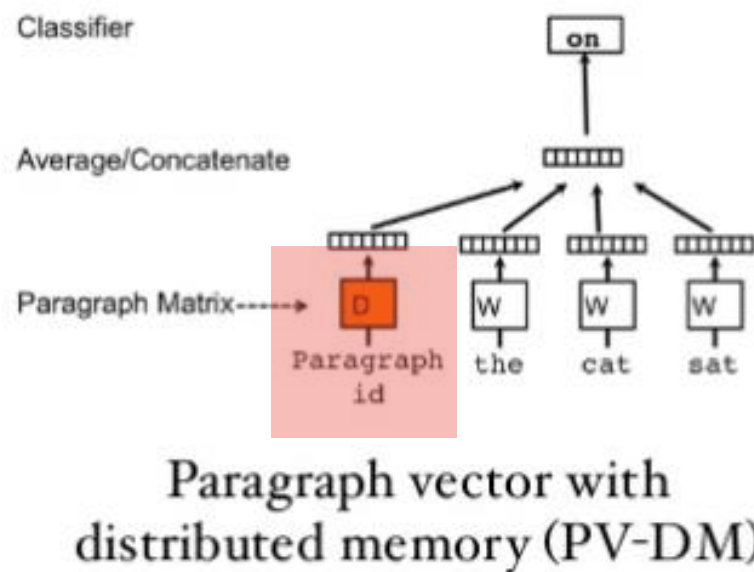 Classifier
on
Average/Concatenate
Paragraph Matrix
D
W
W
W
Paragraph
id
the
cat
sat
Paragraph vector with
distributed memory (PV-DM)